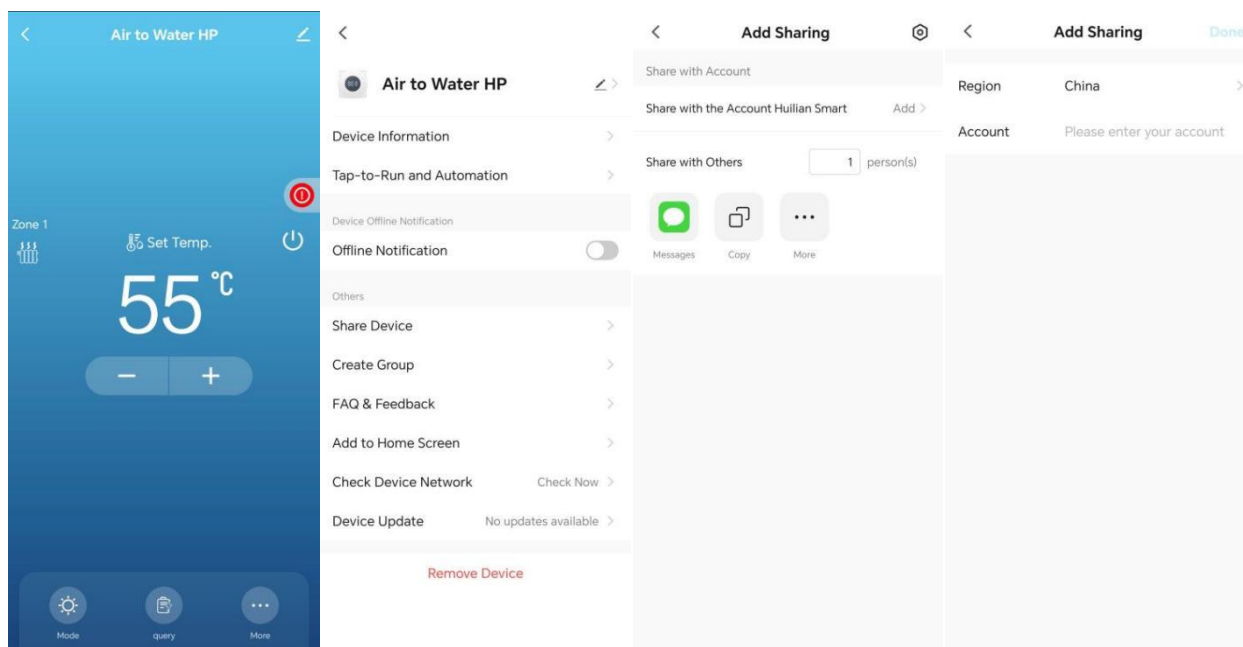 Air to Water HP
Zone 1
Set Temp.
55 °C
− +
Mode query More
Air to Water HP
Device Information
Tap-to-Run and Automation
Device Offline Notification
Offline Notification
Others
Share Device
Create Group
FAQ & Feedback
Add to Home Screen
Check Device Network Check Now
Device Update No updates available
Remove Device
Add Sharing
Share with Account
Share with the Account Huilian Smart Add
Share with Others 1 person(s)
Messages Copy More
Add Sharing Done
Region China
Account Please enter your account